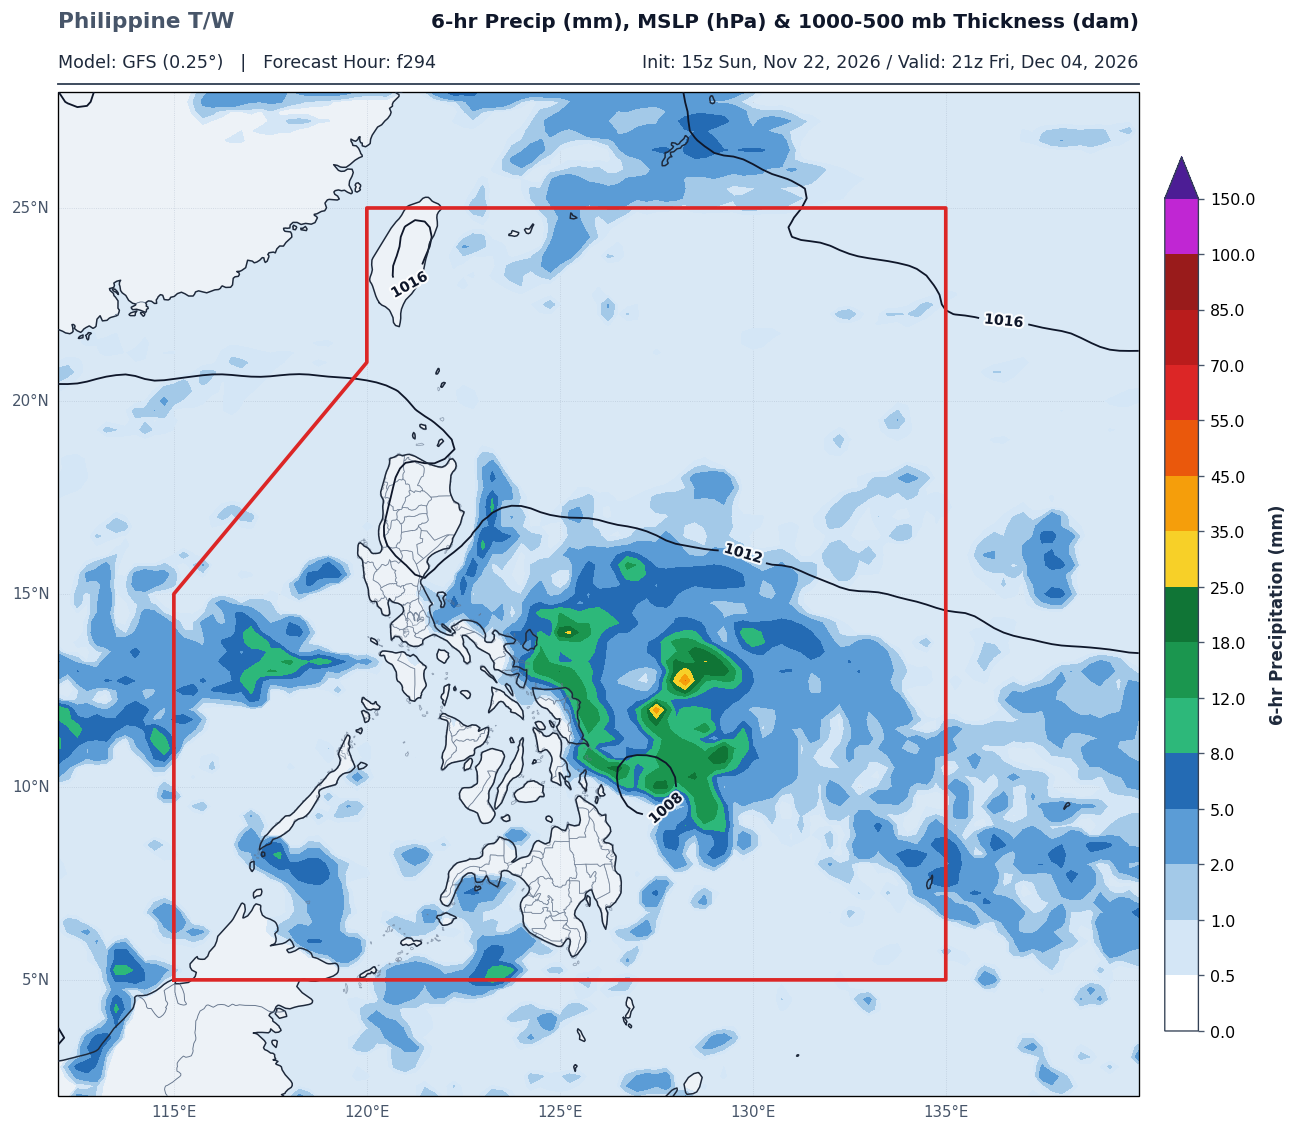 Philippine T/W
6-hr Precip (mm), MSLP (hPa) & 1000-500 mb Thickness (dam)
Model: GFS (0.25°) | Forecast Hour: f294
Init: 15z Sun, Nov 22, 2026 / Valid: 21z Fri, Dec 04, 2026
25°N
20°N
15°N
10°N
5°N
115°E
120°E
125°E
130°E
135°E
1016
1016
1012
1008
150.0
100.0
85.0
70.0
55.0
45.0
35.0
25.0
18.0
12.0
8.0
5.0
2.0
1.0
0.5
0.0
6-hr Precipitation (mm)